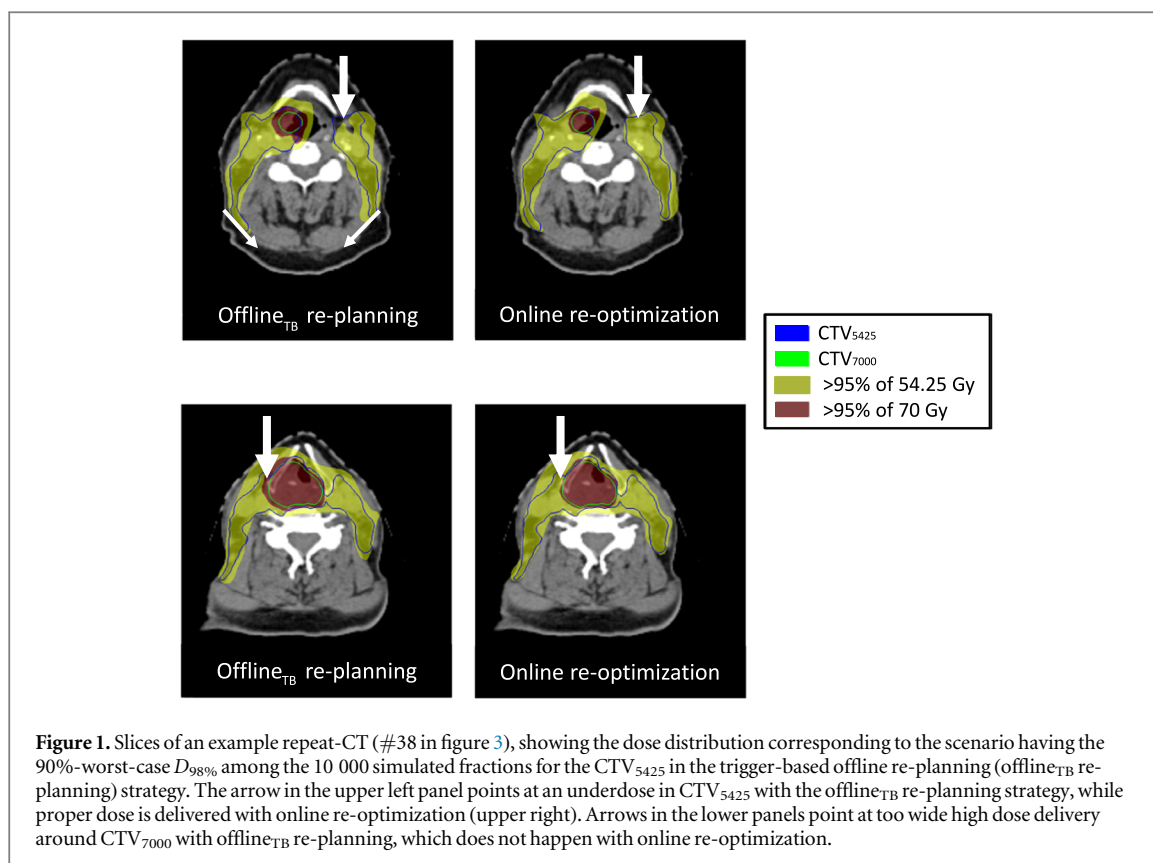 Offline_TB re-planning
Online re-optimization
CTV_5425
CTV_7000
>95% of 54.25 Gy
>95% of 70 Gy
Offline_TB re-planning
Online re-optimization
Figure 1. Slices of an example repeat-CT (#38 in figure 3), showing the dose distribution corresponding to the scenario having the
90%-worst-case D_98% among the 10 000 simulated fractions for the CTV_5425 in the trigger-based offline re-planning (offline_TB re-
planning) strategy. The arrow in the upper left panel points at an underdose in CTV_5425 with the offline_TB re-planning strategy, while
proper dose is delivered with online re-optimization (upper right). Arrows in the lower panels point at too wide high dose delivery
around CTV_7000 with offline_TB re-planning, which does not happen with online re-optimization.